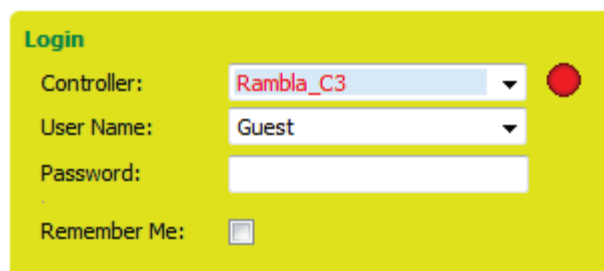 Login
Controller: Rambla_C3
User Name: Guest
Password:
Remember Me: